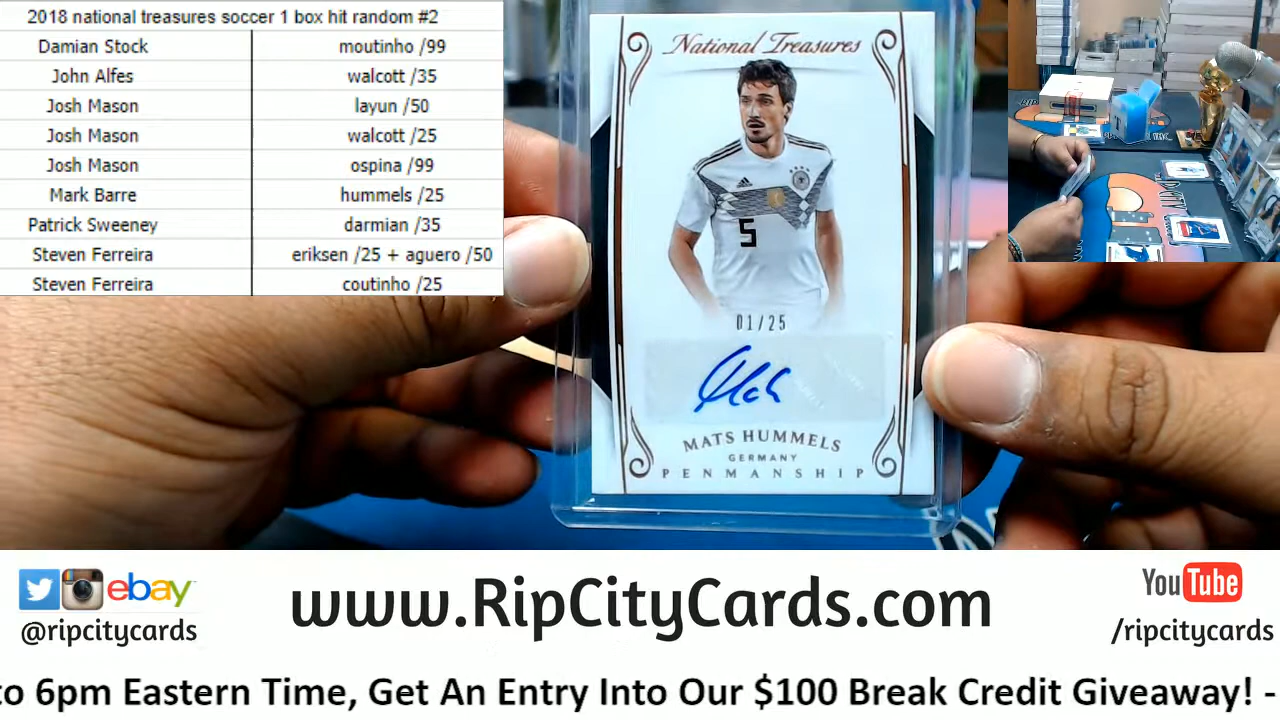 2018 national treasures soccer 1 box hit random #2
Damian Stock moutinho /99
John Alfes walcott /35
Josh Mason layun /50
Josh Mason walcott /25
Josh Mason ospina /99
Mark Barre hummels /25
Patrick Sweeney darmian /35
Steven Ferreira eriksen /25 + aguero /50
Steven Ferreira coutinho /25
National Treasures
5
01/25
MATS HUMMELS
GERMANY
PENMANSHIP
ebay
@ripcitycards
www.RipCityCards.com
YouTube
/ripcitycards
to 6pm Eastern Time, Get An Entry Into Our $100 Break Credit Giveaway! -